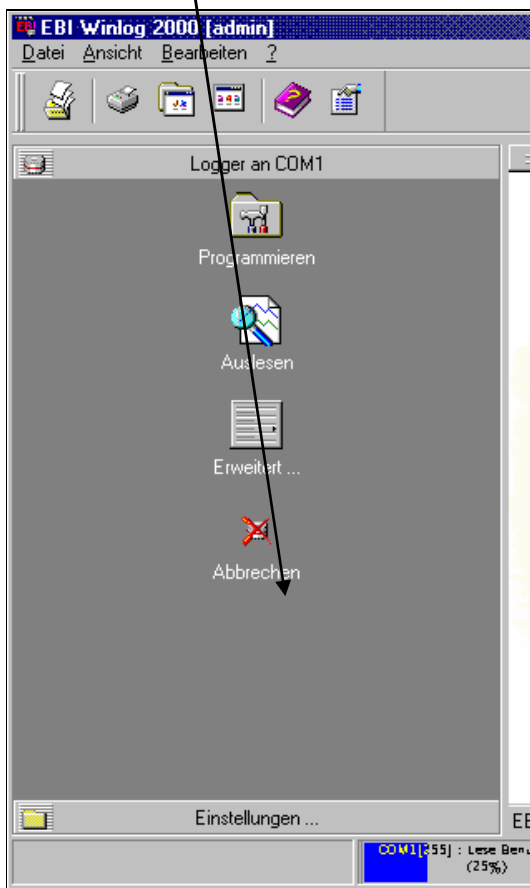 EBI Winlog 2000 [admin]
Datei Ansicht Bearbeiten ?
Logger an COM1
Programmieren
Auslesen
Erweitert ...
Abbrechen
Einstellungen ...
COM1[255] : Lese
(25%)